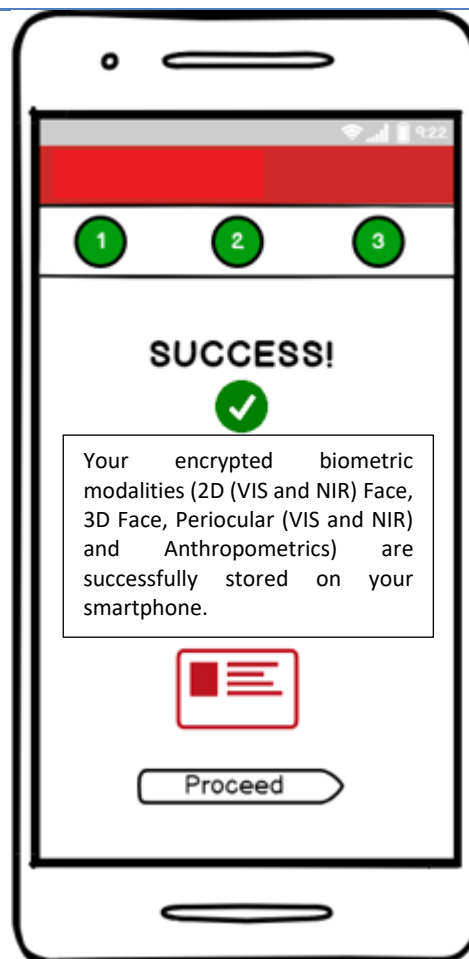 9:22
1 2 3
SUCCESS!
Your encrypted biometric
modalities (2D (VIS and NIR) Face,
3D Face, Periocular (VIS and NIR)
and Anthropometrics) are
successfully stored on your
smartphone.
Proceed